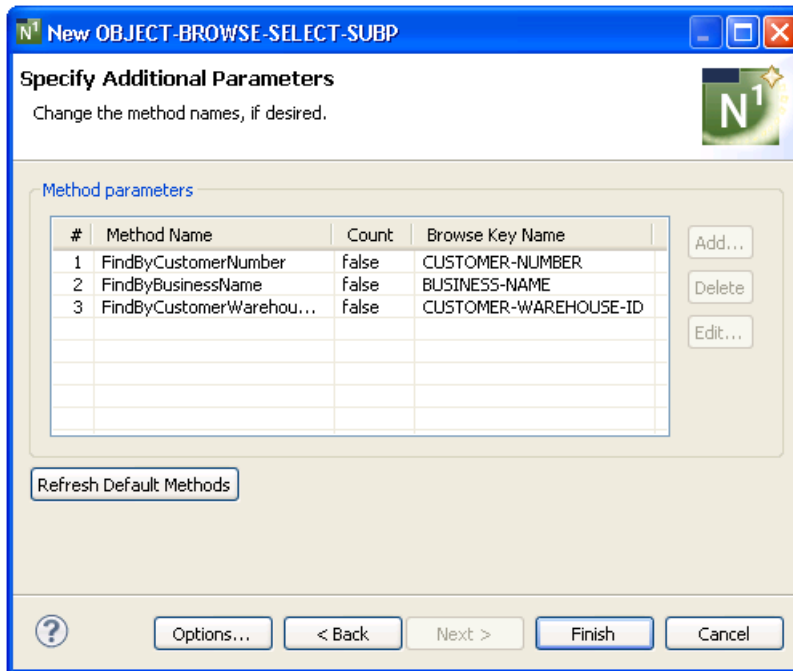 N1 New OBJECT-BROWSE-SELECT-SUBP
Specify Additional Parameters
Change the method names, if desired.
N1
Method parameters
# Method Name Count Browse Key Name
1 FindByCustomerNumber false CUSTOMER-NUMBER
2 FindByBusinessName false BUSINESS-NAME
3 FindByCustomerWarehou... false CUSTOMER-WAREHOUSE-ID
Add...
Delete
Edit...
Refresh Default Methods
? Options... < Back Next > Finish Cancel